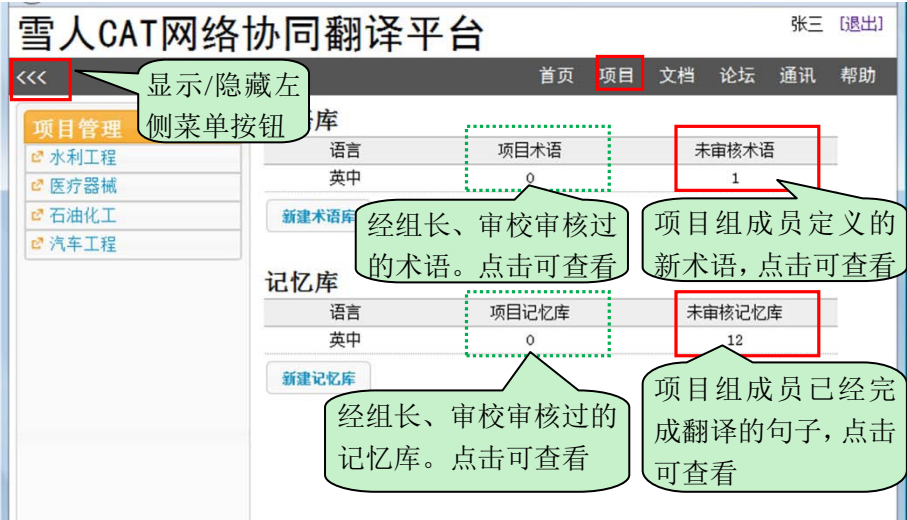 雪人CAT网络协同翻译平台
张三 [退出]
<<<
首页 项目 文档 论坛 通讯 帮助
显示/隐藏左
侧菜单按钮
项目管理
水利工程
医疗器械
石油化工
汽车工程
库
语言 项目术语 未审核术语
英中 0 1
新建术语库
经组长、审校审核过
的术语。点击可查看
项目组成员定义的
新术语,点击可查看
记忆库
语言 项目记忆库 未审核记忆库
英中 0 12
新建记忆库
经组长、审校审核过的
记忆库。点击可查看
项目组成员已经完
成翻译的句子,点击
可查看